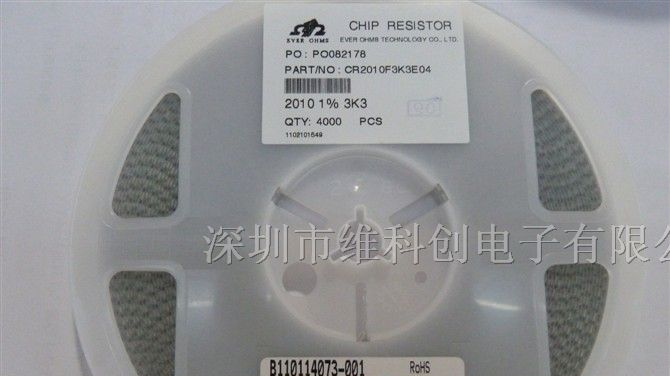 CHIP RESISTOR
EVER OHMS
EVER OHMS TECHNOLOGY CO., LTD.
PO : PO082178
PART/NO : CR2010F3K3E04
2010 1% 3K3
QTY: 4000 PCS
1102101649
深圳市维科创电子有限公
B110114073-001 RoHS